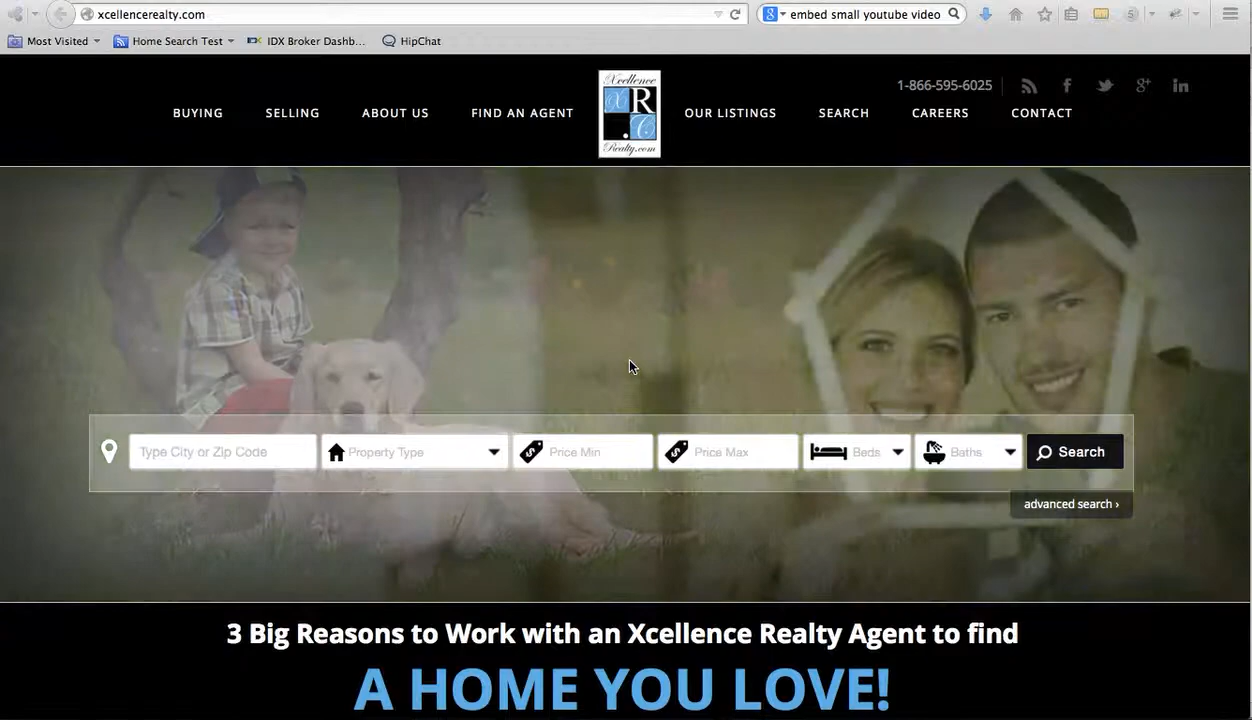 xcellencerealty.com
embed small youtube video
Most Visited
Home Search Test
IDX Broker Dashb...
HipChat
1-866-595-6025
BUYING
SELLING
ABOUT US
FIND AN AGENT
Xcellence
XR
.C
Realty.com
OUR LISTINGS
SEARCH
CAREERS
CONTACT
Type City or Zip Code
Property Type
Price Min
Price Max
Beds
Baths
Search
advanced search ›
3 Big Reasons to Work with an Xcellence Realty Agent to find
A HOME YOU LOVE!